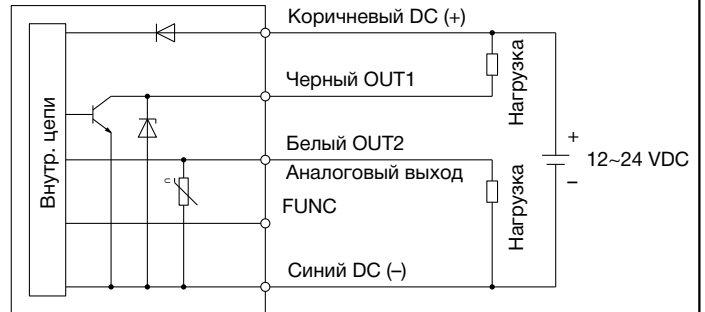 Коричневый DC (+)
Черный OUT1
Нагрузка
Внутр. цепи
Белый OUT2
Аналоговый выход
FUNC
Нагрузка
+
12~24 VDC
–
Синий DC (–)